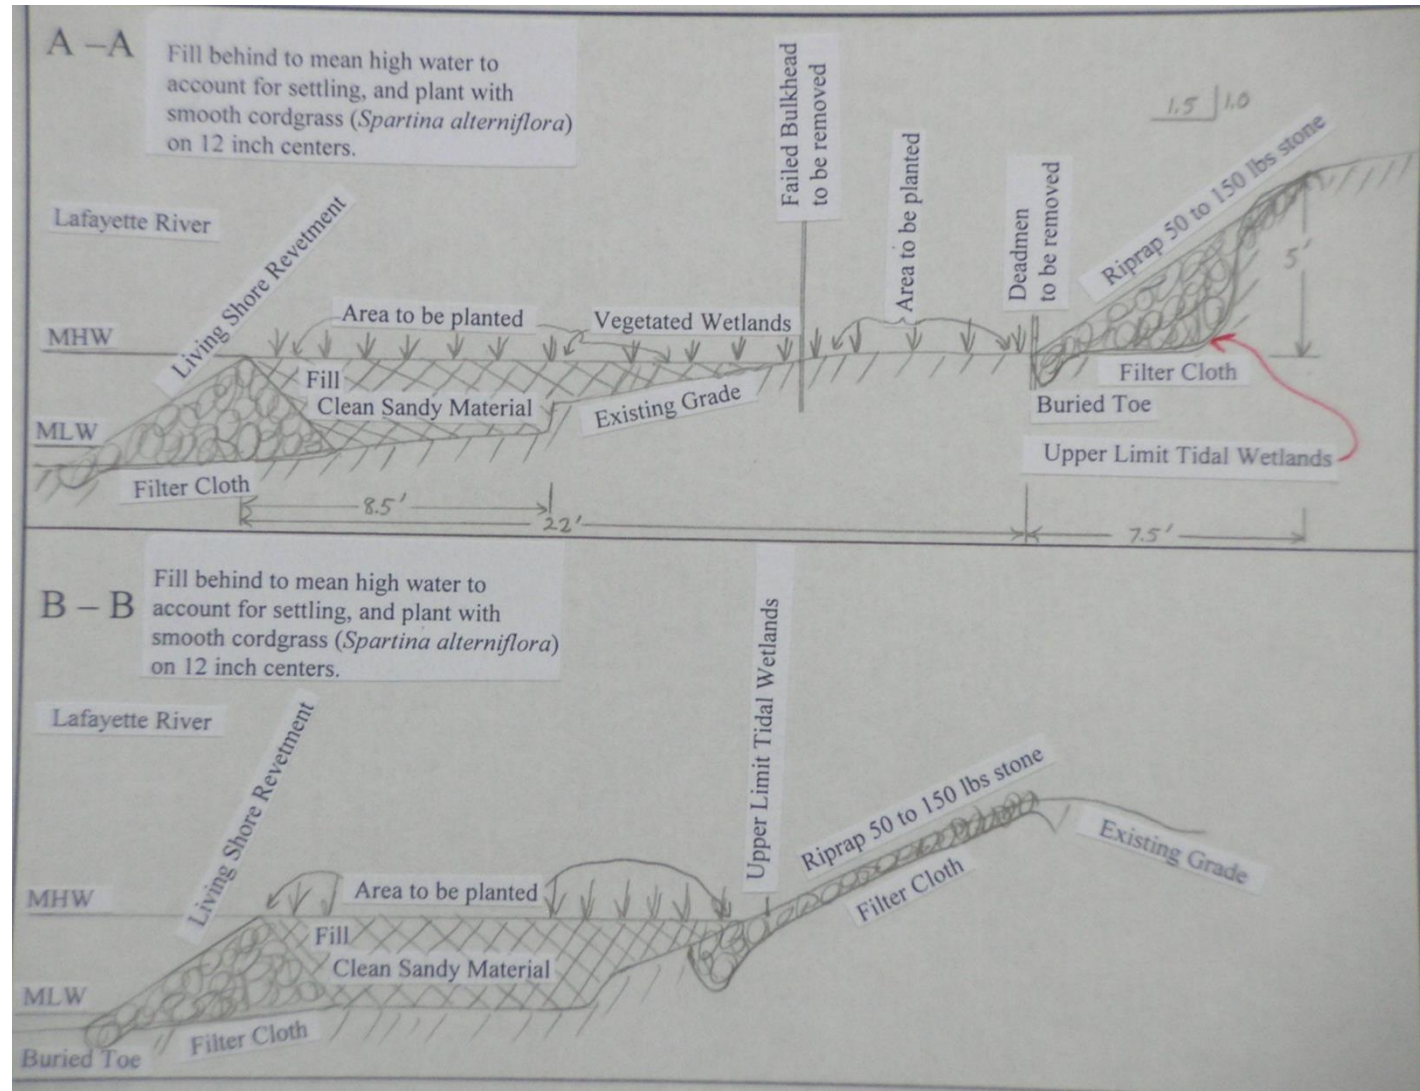 A – A
Fill behind to mean high water to
account for settling, and plant with
smooth cordgrass (Spartina alterniflora)
on 12 inch centers.
Failed Bulkhead
to be removed
1.5 1.0
Lafayette River
Living Shore Revetment
Area to be planted
Deadmen
to be removed
Riprap 50 to 150 lbs stone
5'
MHW
Area to be planted
Vegetated Wetlands
Fill
Clean Sandy Material
Existing Grade
Filter Cloth
Buried Toe
MLW
Upper Limit Tidal Wetlands
Filter Cloth
8.5'
22'
7.5'
B – B
Fill behind to mean high water to
account for settling, and plant with
smooth cordgrass (Spartina alterniflora)
on 12 inch centers.
Lafayette River
Living Shore Revetment
Upper Limit Tidal Wetlands
Riprap 50 to 150 lbs stone
Existing Grade
MHW
Area to be planted
Filter Cloth
Fill
Clean Sandy Material
MLW
Filter Cloth
Buried Toe